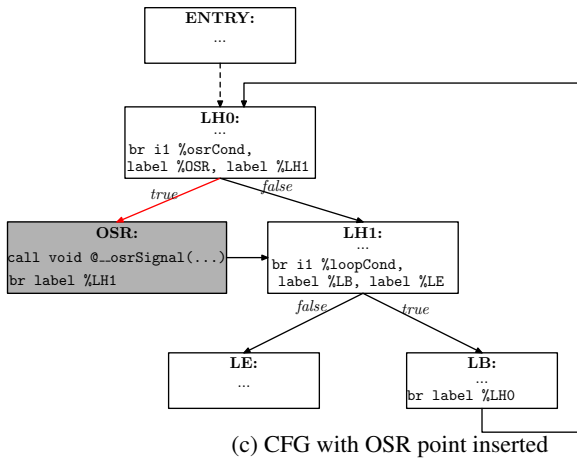 ENTRY:
...
LH0:
...
br i1 %osrCond,
label %OSR, label %LH1
true
false
OSR:
call void @__osrSignal(...)
br label %LH1
LH1:
...
br i1 %loopCond,
label %LB, label %LE
false
true
LE:
...
LB:
...
br label %LH0
(c) CFG with OSR point inserted